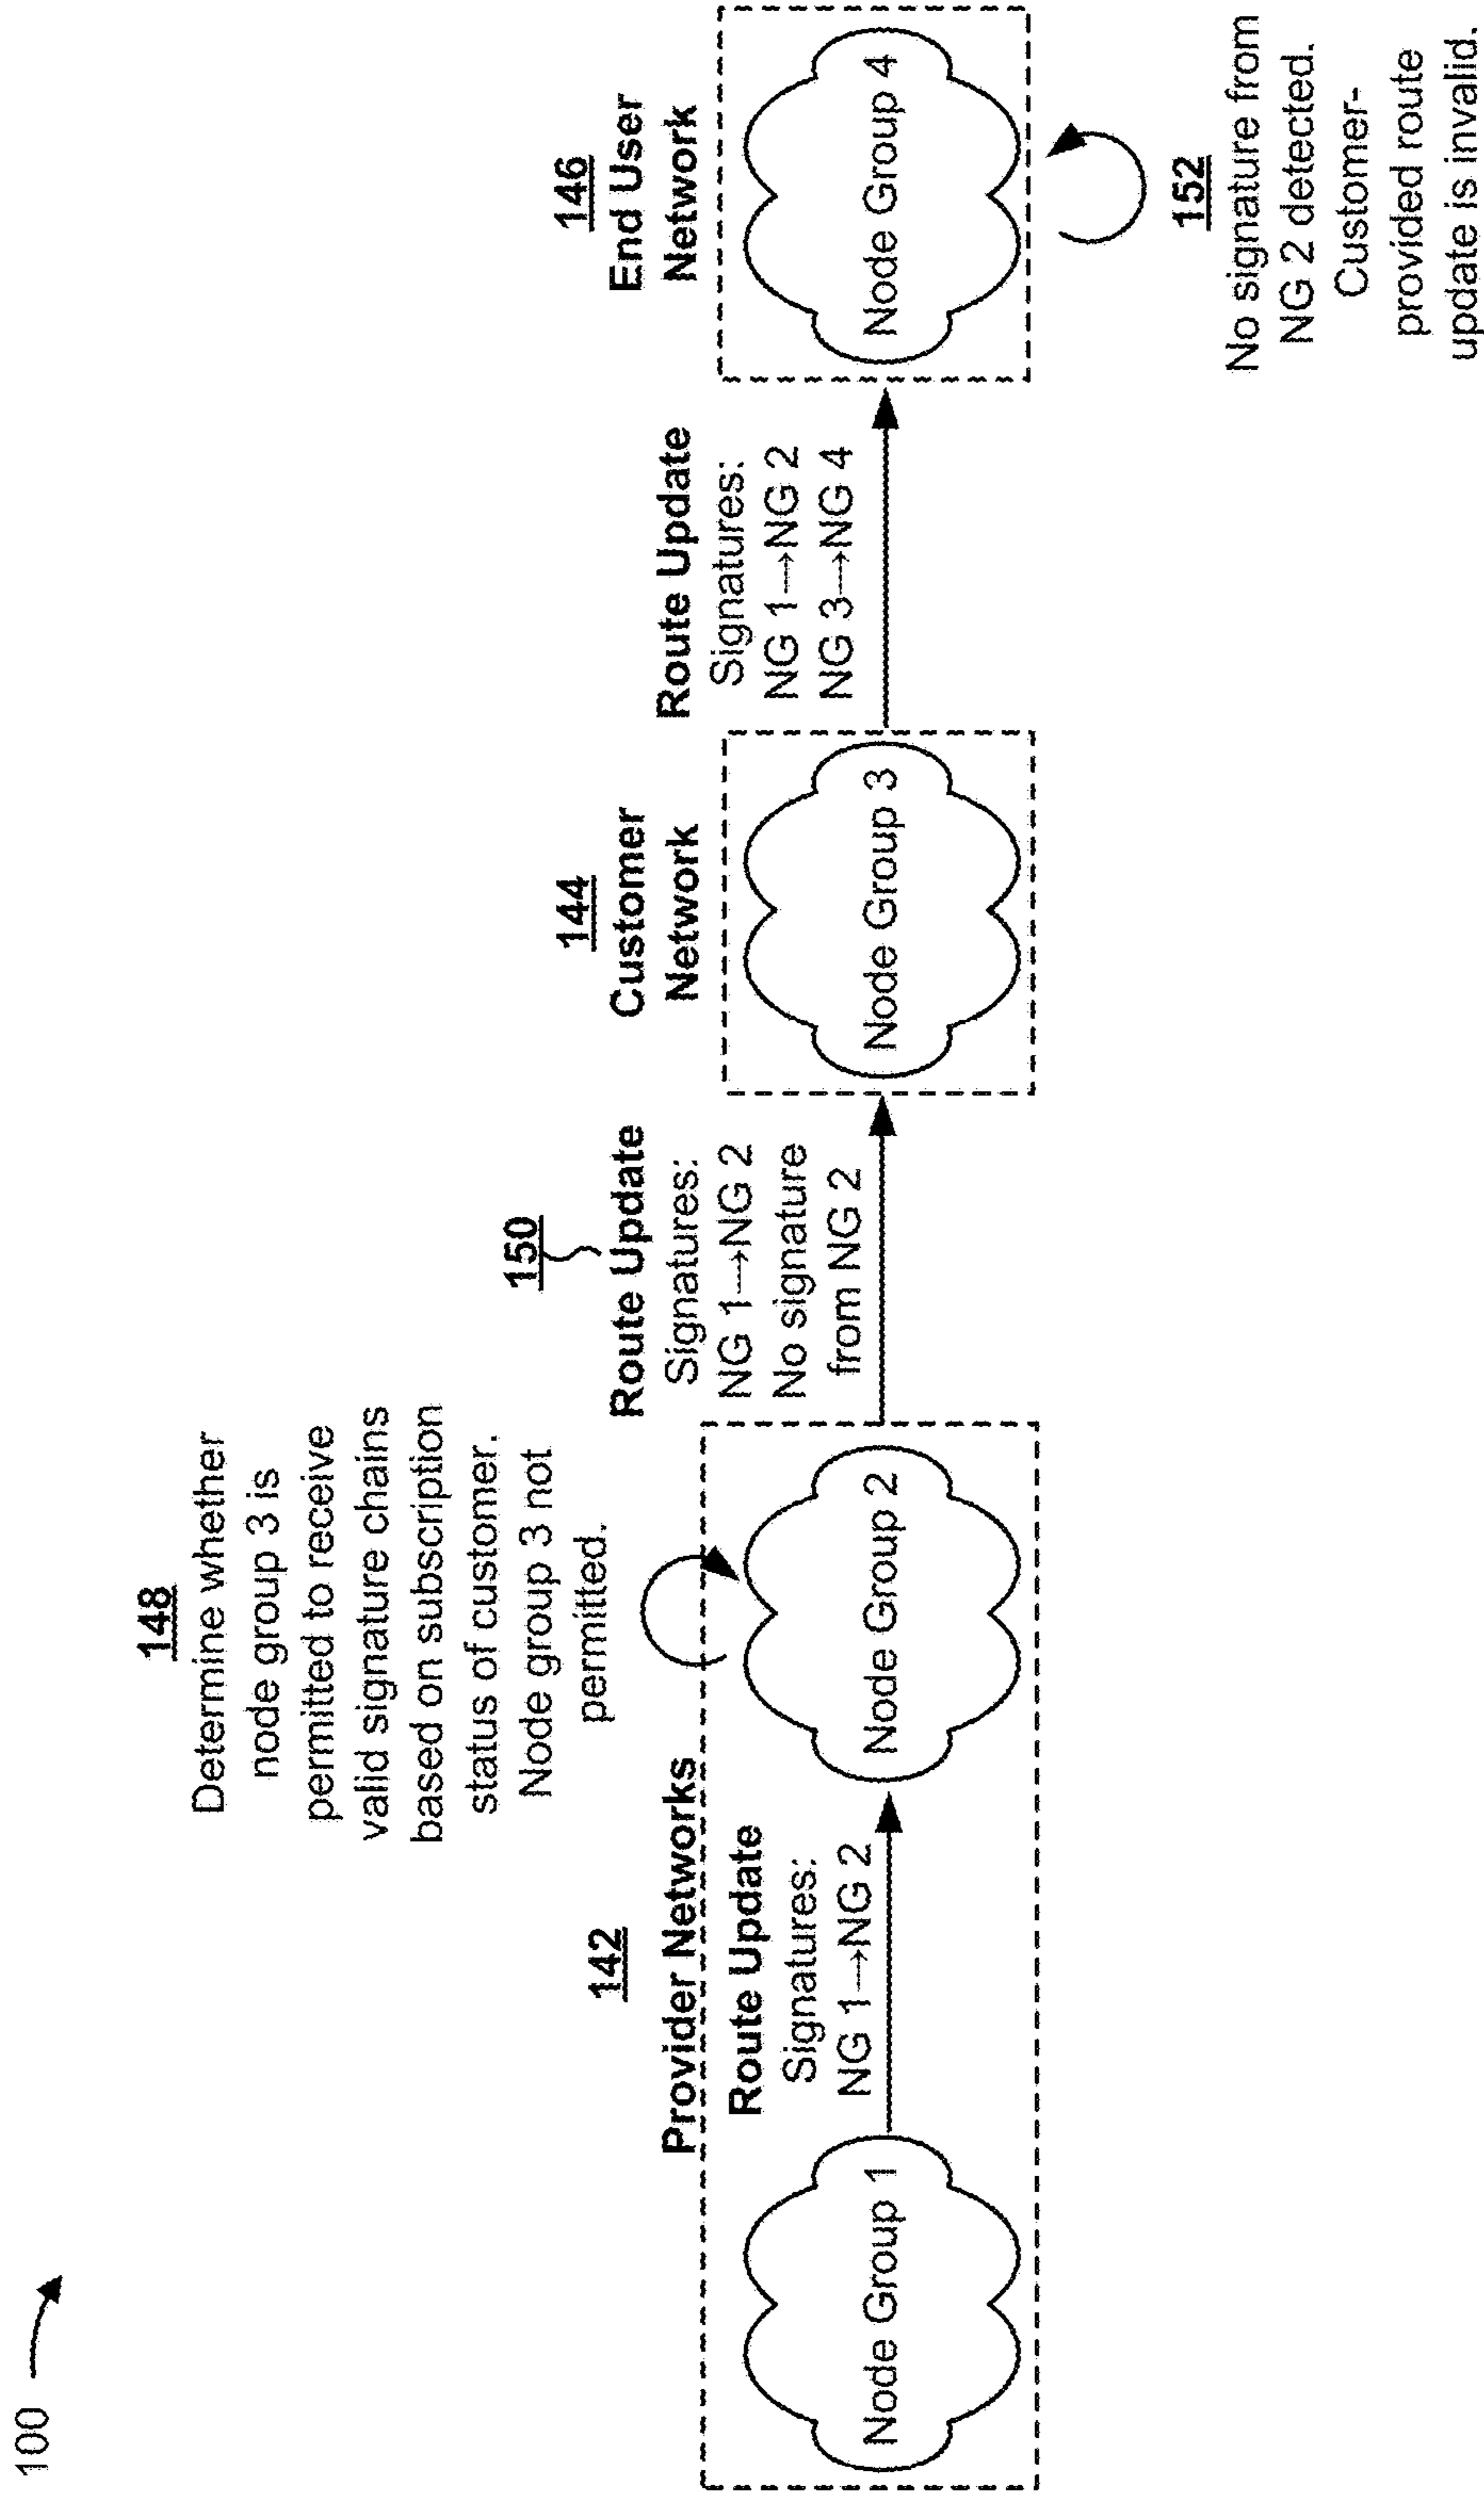 100
148
Determine whether
node group 3 is
permitted to receive
valid signature chains
based on subscription
status of customer.
Node group 3 not
permitted.
142
Provider Networks
Route Update
Signatures:
NG 1→NG 2
Node Group 1
Node Group 2
150
Route Update
Signatures:
NG 1→NG 2
No signature
from NG 2
144
Customer
Network
Node Group 3
Route Update
Signatures:
NG 1→NG 2
NG 3→NG 4
146
End User
Network
Node Group 4
152
No signature from
NG 2 detected.
Customer-
provided route
update is invalid.